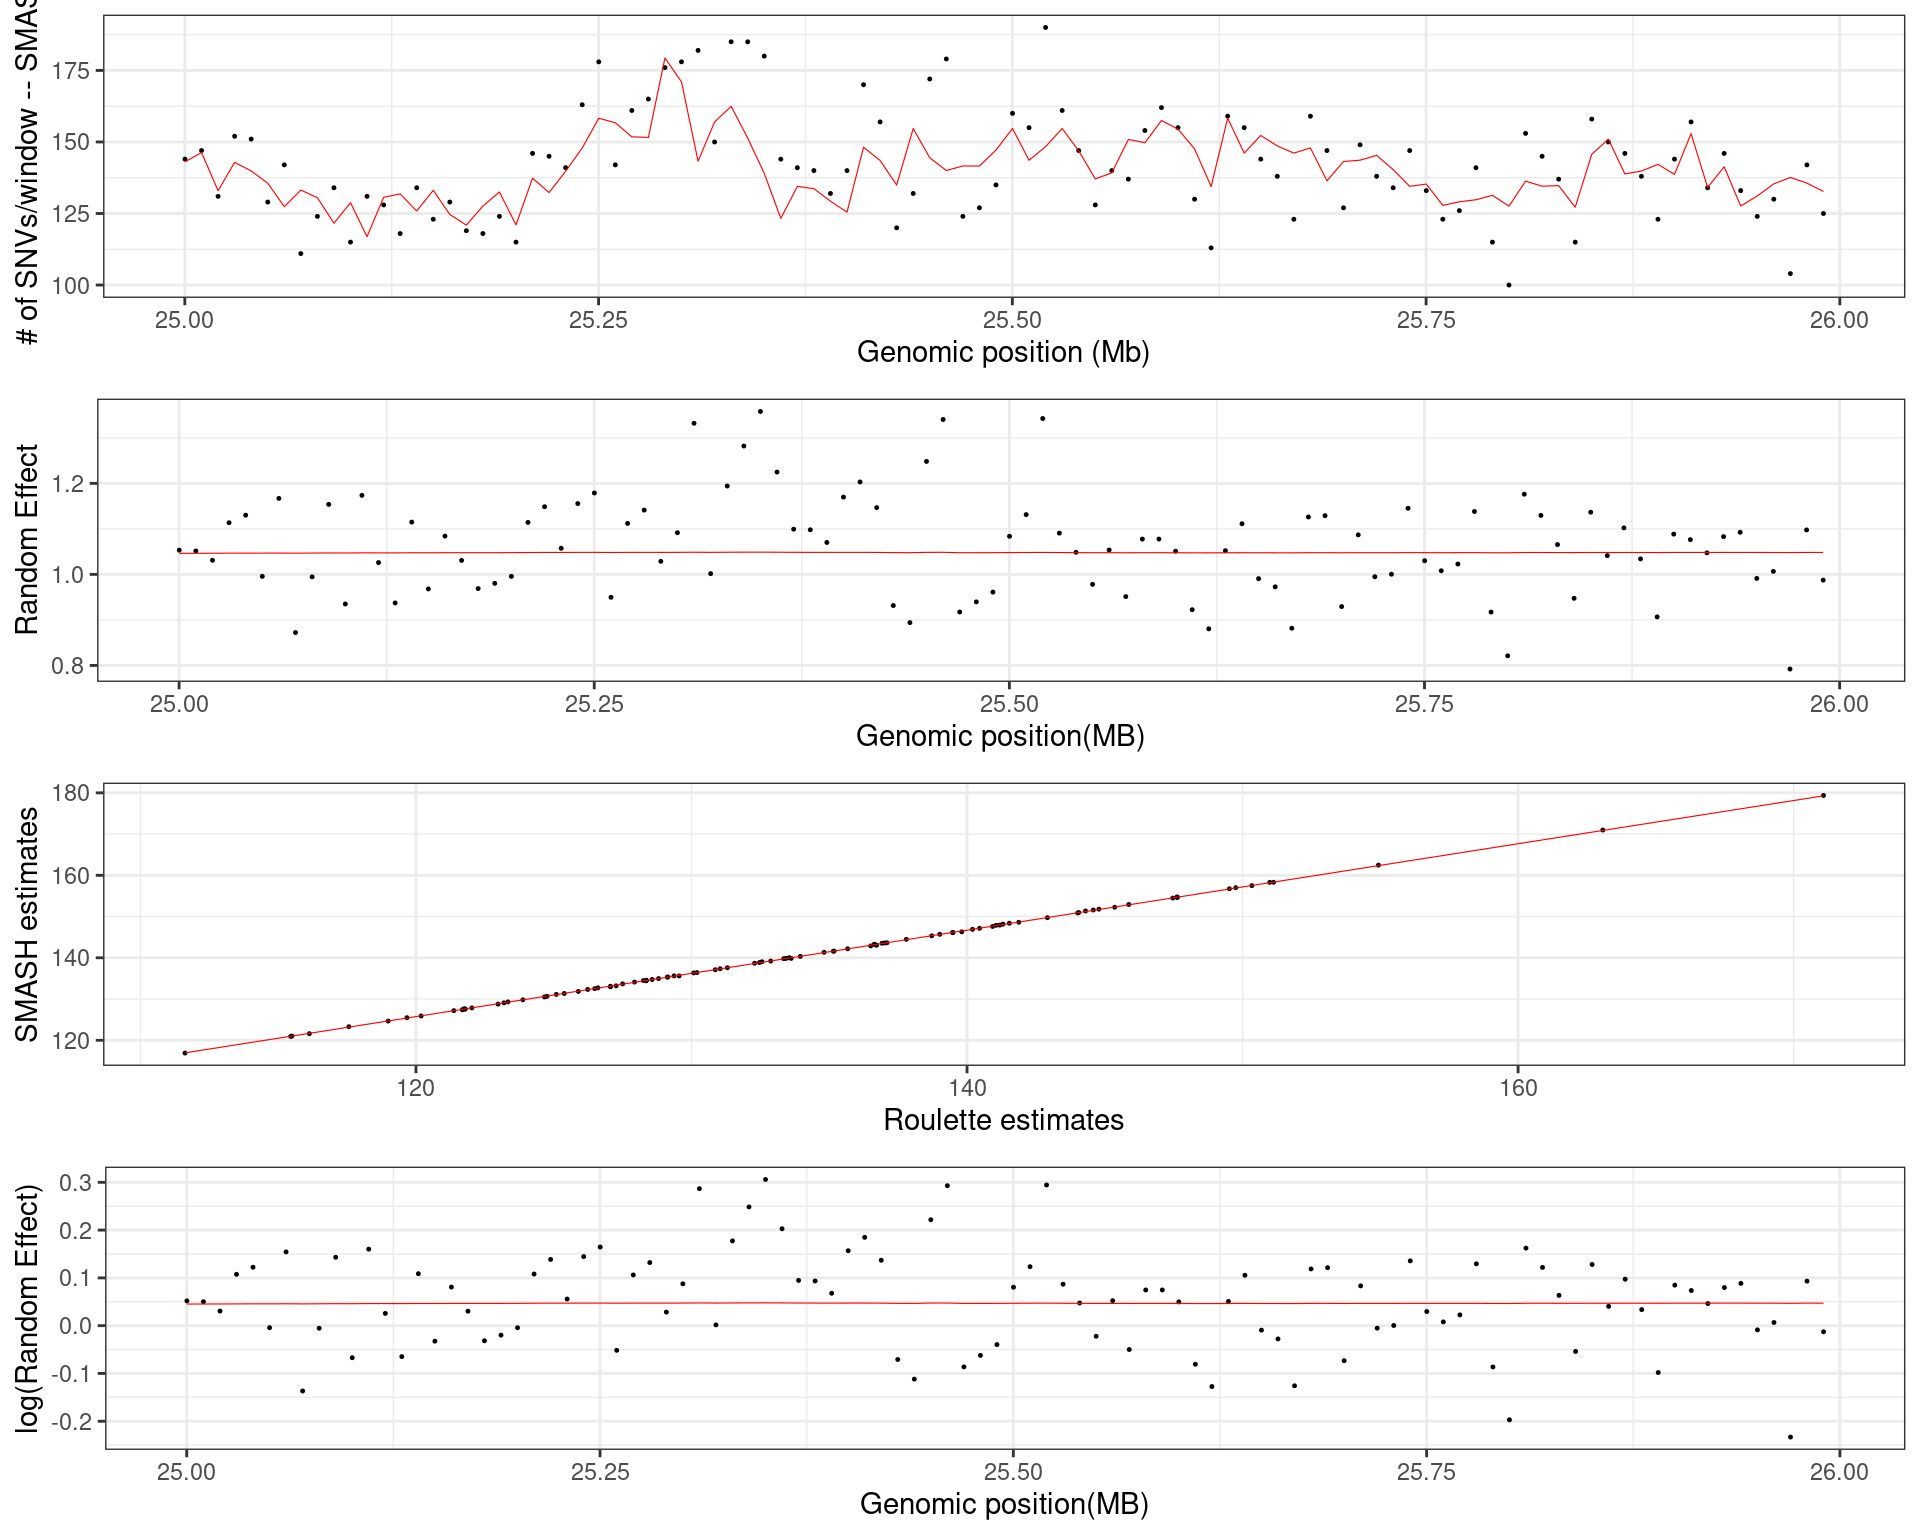 # of SNVs/window -- SMAS
175
150
125
100
25.00 25.25 25.50 25.75 26.00
Genomic position (Mb)
Random Effect
1.2
1.0
0.8
25.00 25.25 25.50 25.75 26.00
Genomic position(MB)
SMASH estimates
180
160
140
120
120 140 160
Roulette estimates
log(Random Effect)
0.3
0.2
0.1
0.0
-0.1
-0.2
25.00 25.25 25.50 25.75 26.00
Genomic position(MB)